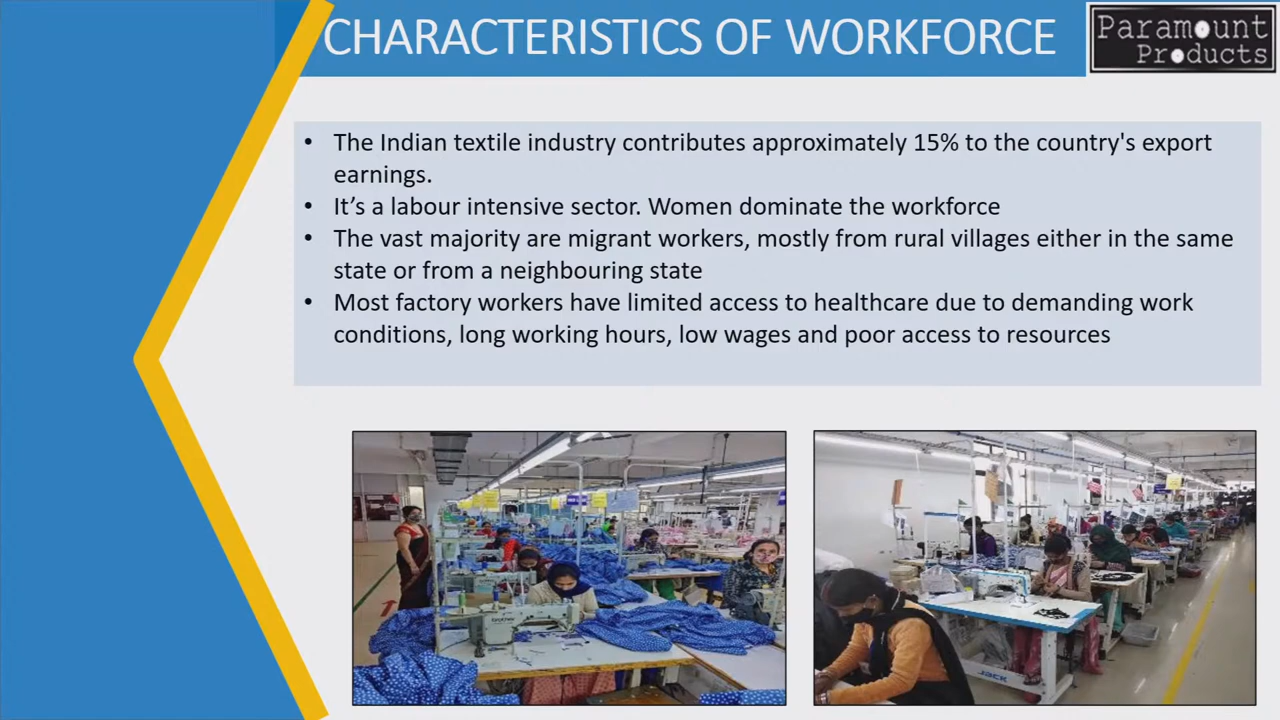 CHARACTERISTICS OF WORKFORCE
Paramount
Products
• The Indian textile industry contributes approximately 15% to the country's export
earnings.
• It’s a labour intensive sector. Women dominate the workforce
• The vast majority are migrant workers, mostly from rural villages either in the same
state or from a neighbouring state
• Most factory workers have limited access to healthcare due to demanding work
conditions, long working hours, low wages and poor access to resources
JACK